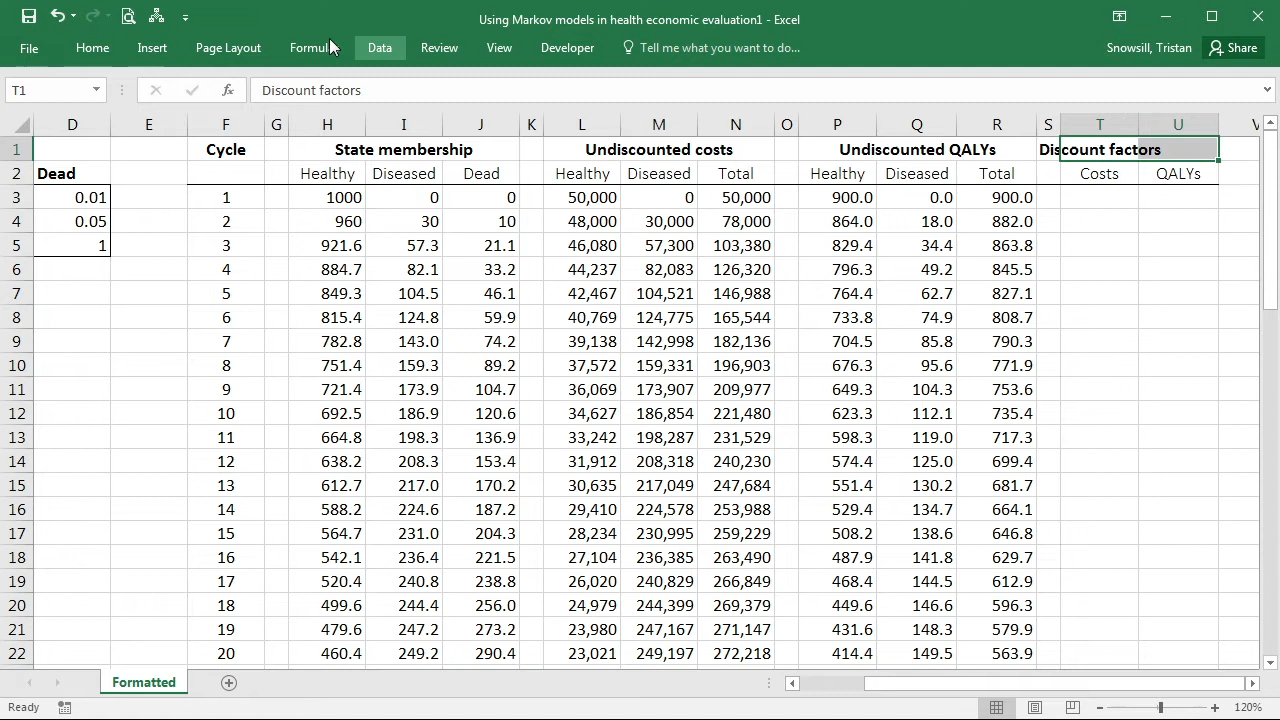 Using Markov models in health economic evaluation1 - Excel
File Home Insert Page Layout Data Review View Developer Tell me what you want to do... Snowsill, Tristan Share
T1 fx Discount factors
D E F G H I J K L M N O P Q R S T U
1 Cycle State membership Undiscounted costs Undiscounted QALYs Discount factors
2 Dead Healthy Diseased Dead Healthy Diseased Total Healthy Diseased Total Costs QALYs
3 0.01 1 1000 0 0 50,000 0 50,000 900.0 0.0 900.0
4 0.05 2 960 30 10 48,000 30,000 78,000 864.0 18.0 882.0
5 1 3 921.6 57.3 21.1 46,080 57,300 103,380 829.4 34.4 863.8
6 4 884.7 82.1 33.2 44,237 82,083 126,320 796.3 49.2 845.5
7 5 849.3 104.5 46.1 42,467 104,521 146,988 764.4 62.7 827.1
8 6 815.4 124.8 59.9 40,769 124,775 165,544 733.8 74.9 808.7
9 7 782.8 143.0 74.2 39,138 142,998 182,136 704.5 85.8 790.3
10 8 751.4 159.3 89.2 37,572 159,331 196,903 676.3 95.6 771.9
11 9 721.4 173.9 104.7 36,069 173,907 209,977 649.3 104.3 753.6
12 10 692.5 186.9 120.6 34,627 186,854 221,480 623.3 112.1 735.4
13 11 664.8 198.3 136.9 33,242 198,287 231,529 598.3 119.0 717.3
14 12 638.2 208.3 153.4 31,912 208,318 240,230 574.4 125.0 699.4
15 13 612.7 217.0 170.2 30,635 217,049 247,684 551.4 130.2 681.7
16 14 588.2 224.6 187.2 29,410 224,578 253,988 529.4 134.7 664.1
17 15 564.7 231.0 204.3 28,234 230,995 259,229 508.2 138.6 646.8
18 16 542.1 236.4 221.5 27,104 236,385 263,490 487.9 141.8 629.7
19 17 520.4 240.8 238.8 26,020 240,829 266,849 468.4 144.5 612.9
20 18 499.6 244.4 256.0 24,979 244,399 269,379 449.6 146.6 596.3
21 19 479.6 247.2 273.2 23,980 247,167 271,147 431.6 148.3 579.9
22 20 460.4 249.2 290.4 23,021 249,197 272,218 414.4 149.5 563.9
Formatted
Ready 120%